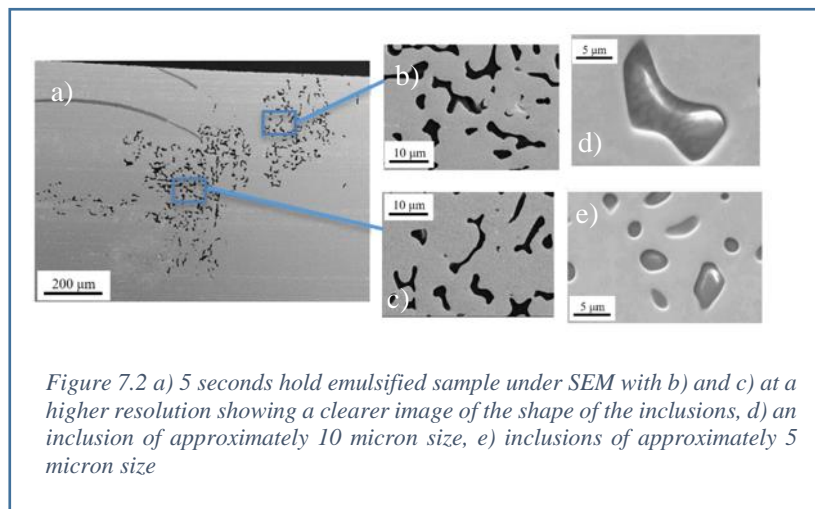 a)
200 µm
b)
10 µm
10 µm
c)
5 µm
d)
e)
5 µm
Figure 7.2 a) 5 seconds hold emulsified sample under SEM with b) and c) at a
higher resolution showing a clearer image of the shape of the inclusions, d) an
inclusion of approximately 10 micron size, e) inclusions of approximately 5
micron size